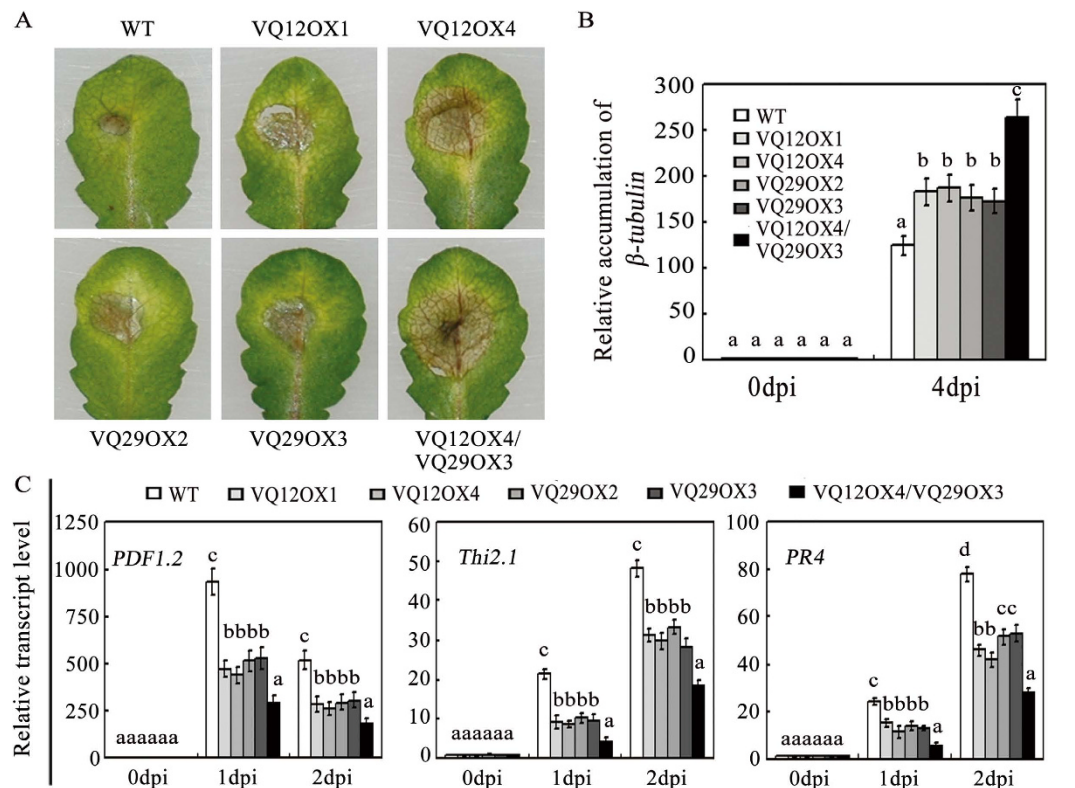 A
WT
VQ12OX1
VQ12OX4
VQ29OX2
VQ29OX3
VQ12OX4/
VQ29OX3
B
Relative accumulation of
β-tubulin
300
250
200
150
100
50
0
WT
VQ12OX1
VQ12OX4
VQ29OX2
VQ29OX3
VQ12OX4/
VQ29OX3
a a a a a a
a b b b b c
0dpi 4dpi
C
WT VQ12OX1 VQ12OX4 VQ29OX2 VQ29OX3 VQ12OX4/VQ29OX3
Relative transcript level
1250
1000
750
500
250
0
PDF1.2
aaaaaa
c bbbb a
c bbbb a
0dpi 1dpi 2dpi
60
50
40
30
20
10
0
Thi2.1
aaaaaa
c bbbb a
c bbbb a
0dpi 1dpi 2dpi
100
80
60
40
20
0
PR4
aaaaaa
c bbbb a
d bb cc a
0dpi 1dpi 2dpi